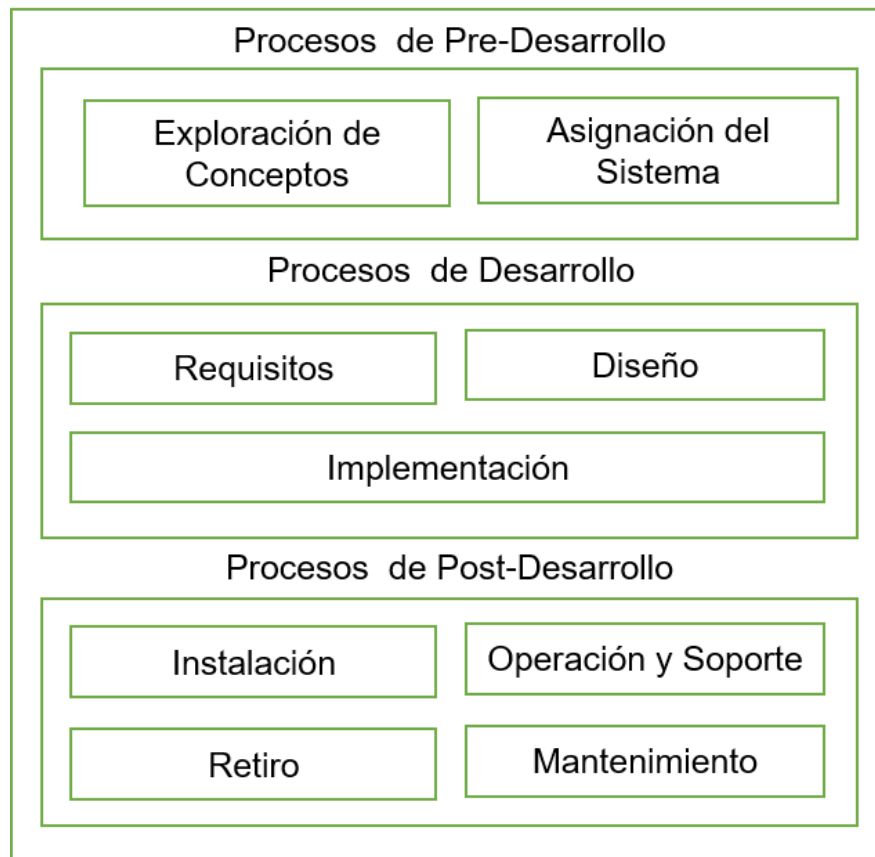 Procesos de Pre-Desarrollo
Exploración de
Conceptos
Asignación del
Sistema
Procesos de Desarrollo
Requisitos
Diseño
Implementación
Procesos de Post-Desarrollo
Instalación
Operación y Soporte
Retiro
Mantenimiento